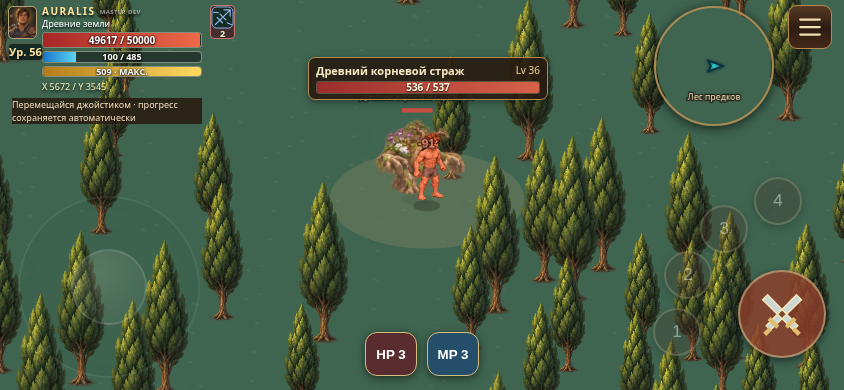 AURALIS MASTER DEV
Древние земли
Ур. 56
49617 / 50000
100 / 485
509 · МАКС.
X 5672 / Y 3545
2
Перемещайся джойстиком · прогресс
сохраняется автоматически
Древний корневой страж Lv 36
536 / 537
-91
Лес предков
4
3
2
1
HP 3
MP 3